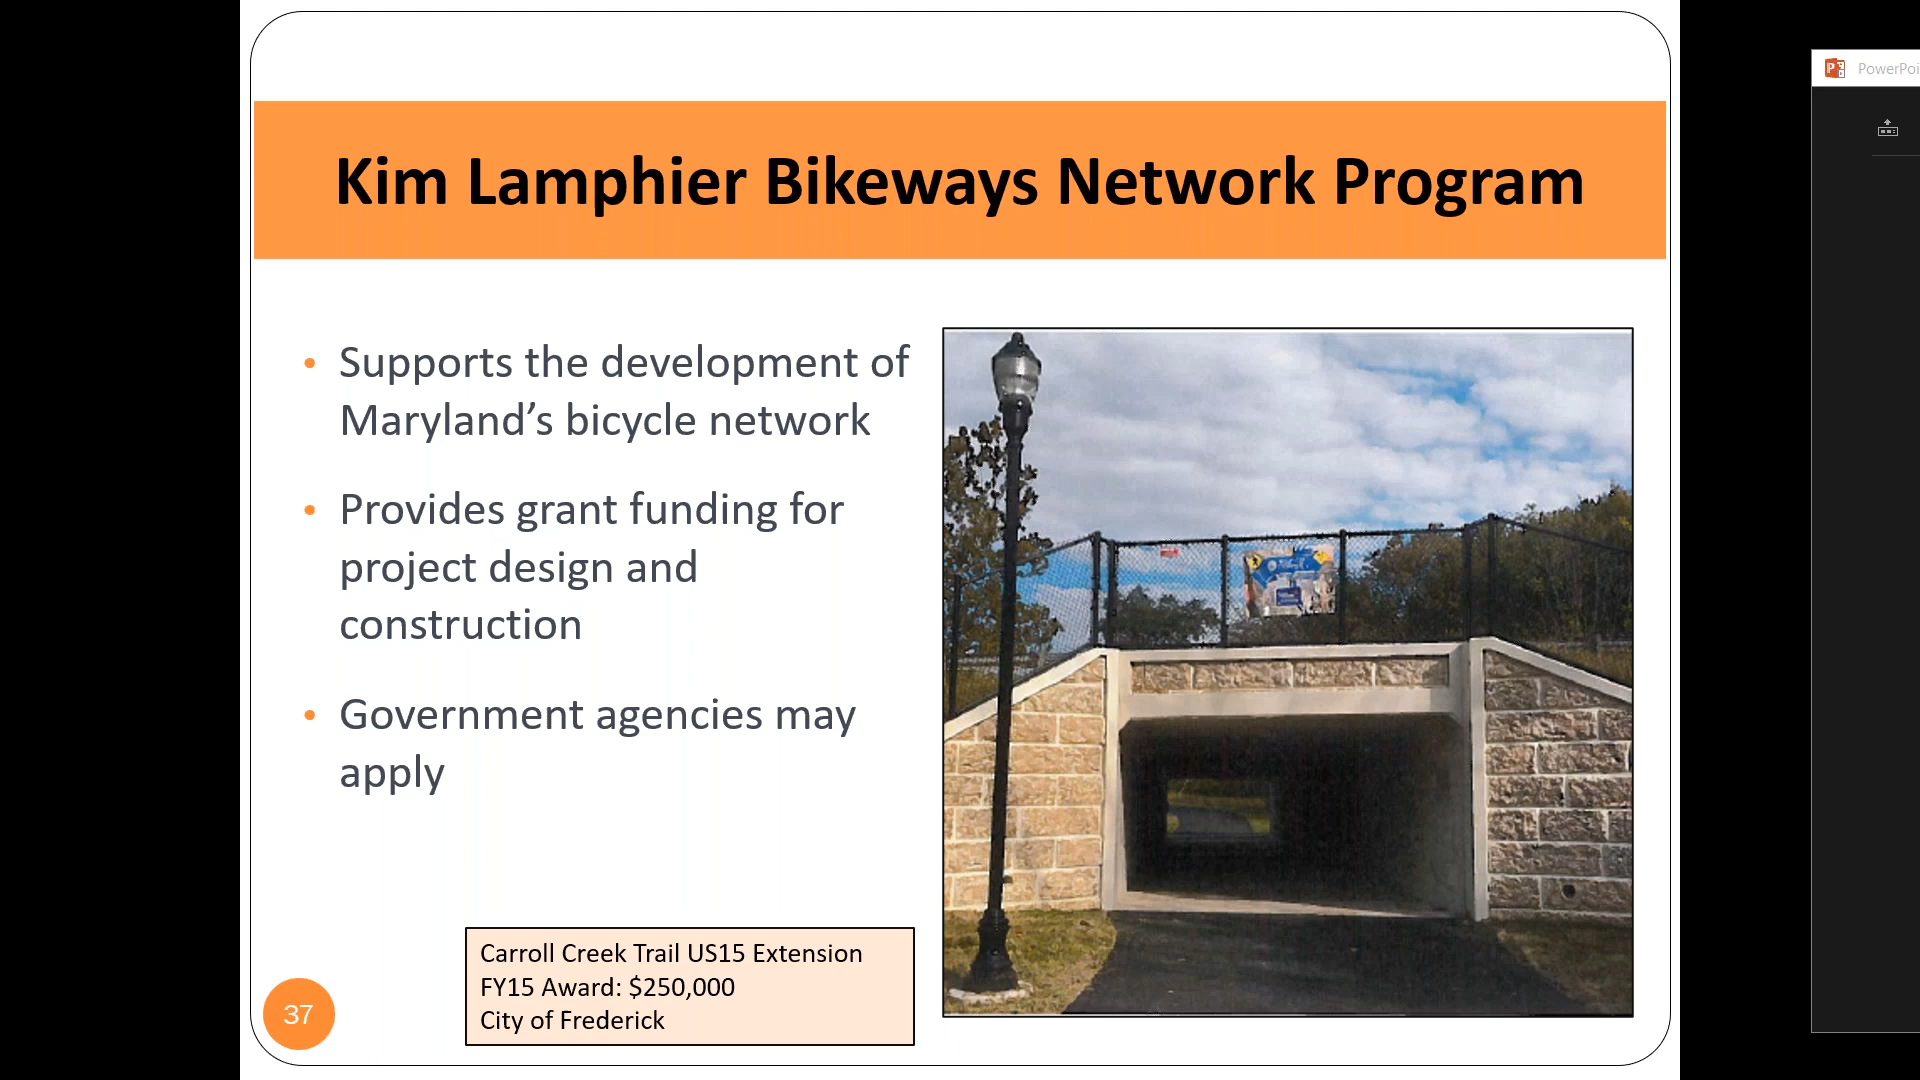 Kim Lamphier Bikeways Network Program
• Supports the development of
Maryland’s bicycle network
• Provides grant funding for
project design and
construction
• Government agencies may
apply
Carroll Creek Trail US15 Extension
FY15 Award: $250,000
City of Frederick
37